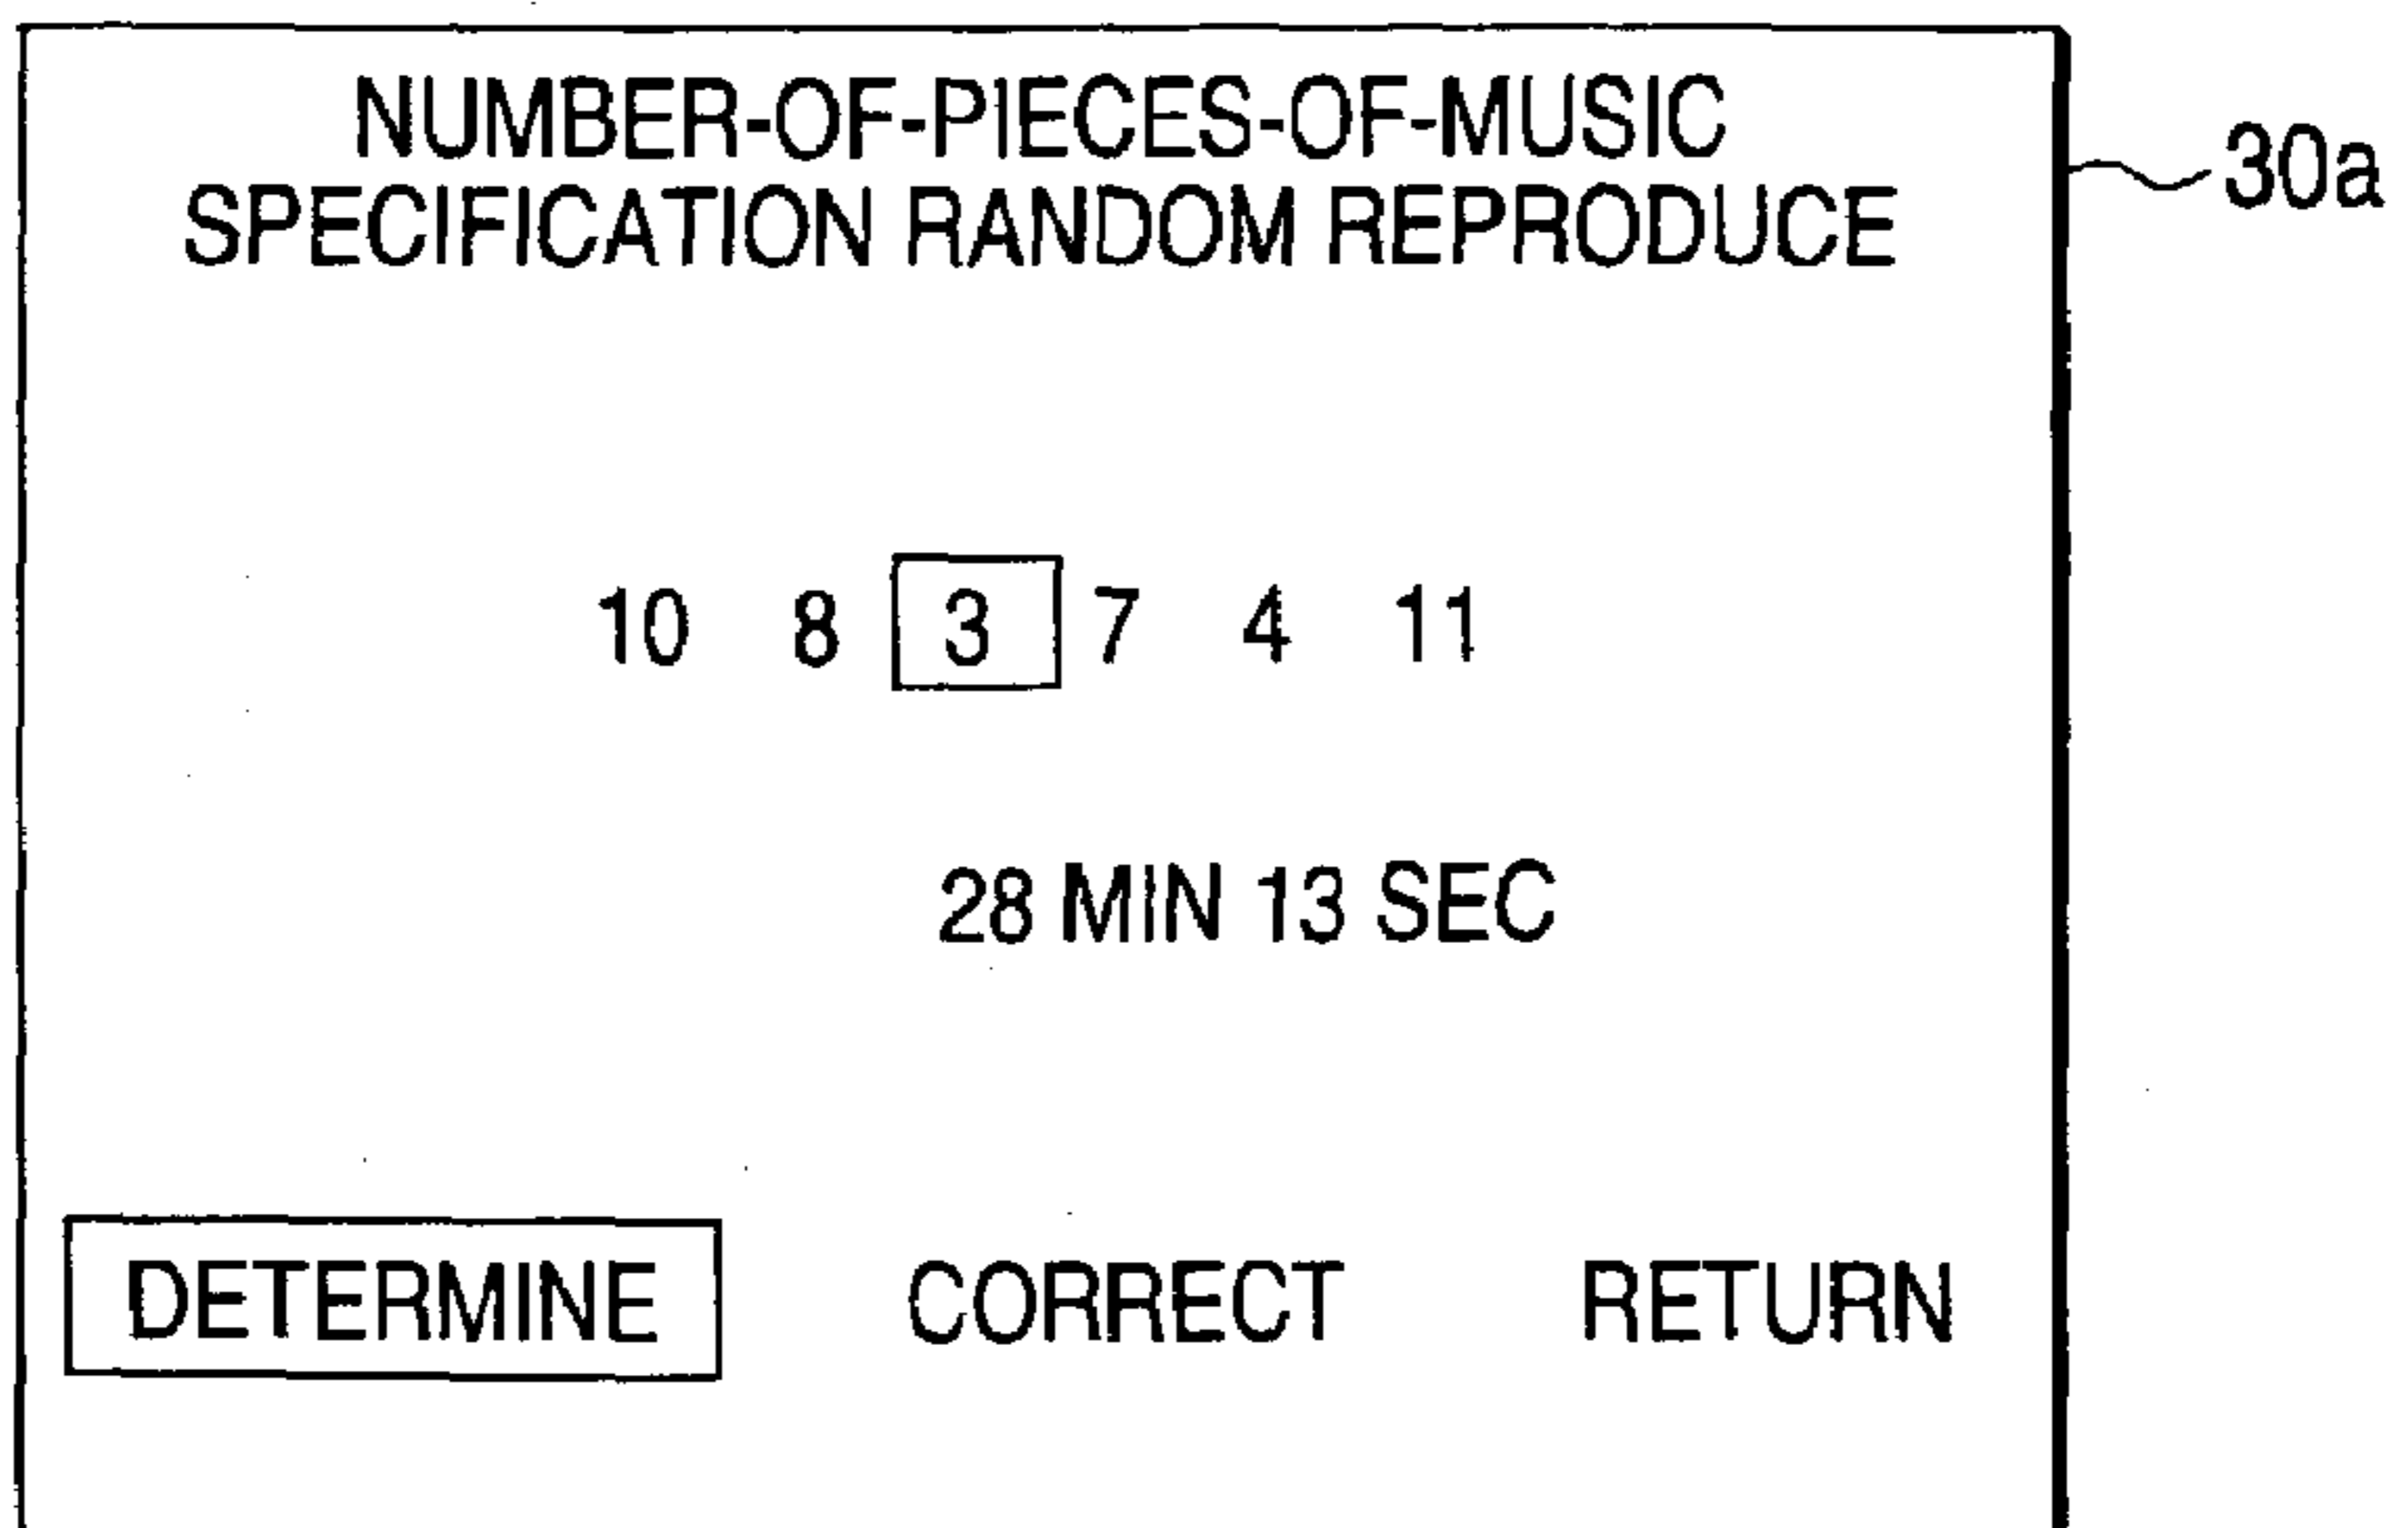 NUMBER-OF-PIECES-OF-MUSIC
SPECIFICATION RANDOM REPRODUCE
30a
10 8 3 7 4 11
28 MIN 13 SEC
DETERMINE CORRECT RETURN